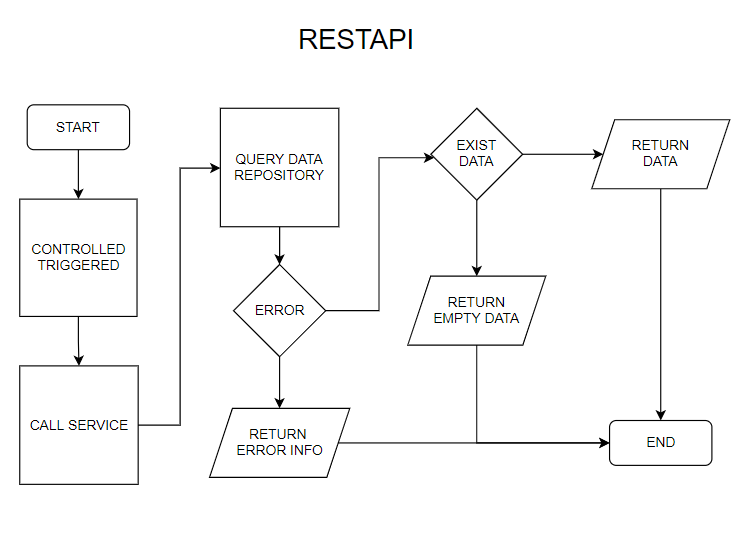 RESTAPI
START
CONTROLLED
TRIGGERED
CALL SERVICE
QUERY DATA
REPOSITORY
ERROR
RETURN
ERROR INFO
EXIST
DATA
RETURN
EMPTY DATA
RETURN
DATA
END